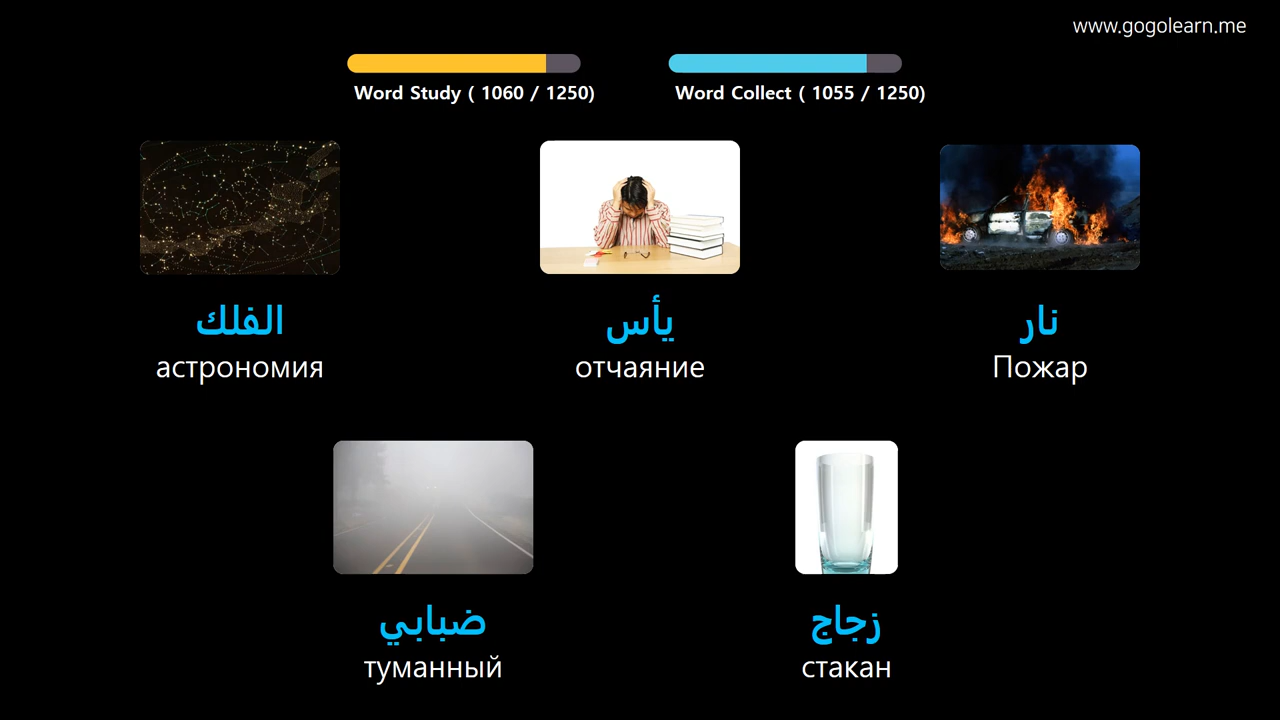 www.gogolearn.me
Word Study ( 1060 / 1250)
Word Collect ( 1055 / 1250)
الفلك
астрономия
يأس
отчаяние
نار
Пожар
ضبابي
туманный
زجاج
стакан